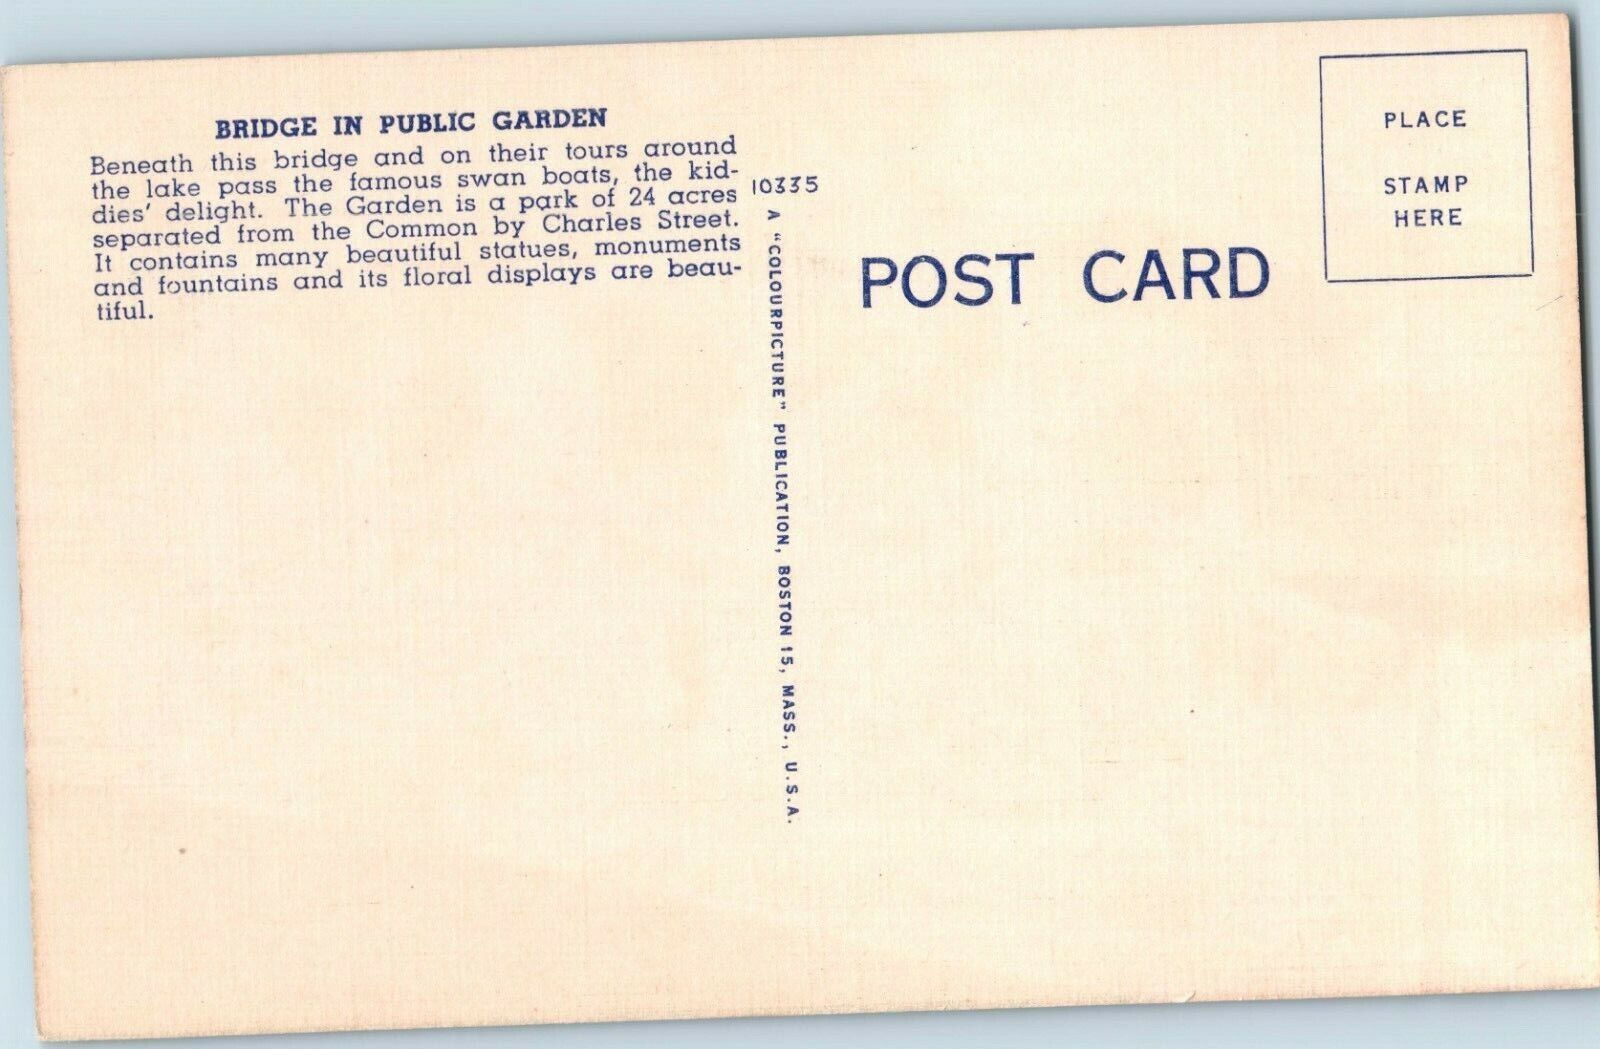 BRIDGE IN PUBLIC GARDEN
Beneath this bridge and on their tours around
the lake pass the famous swan boats, the kid-
dies' delight. The Garden is a park of 24 acres
separated from the Common by Charles Street.
It contains many beautiful statues, monuments
and fountains and its floral displays are beau-
tiful.
10335
A "COLOURPICTURE" PUBLICATION, BOSTON 15, MASS., U.S.A.
POST CARD
PLACE
STAMP
HERE